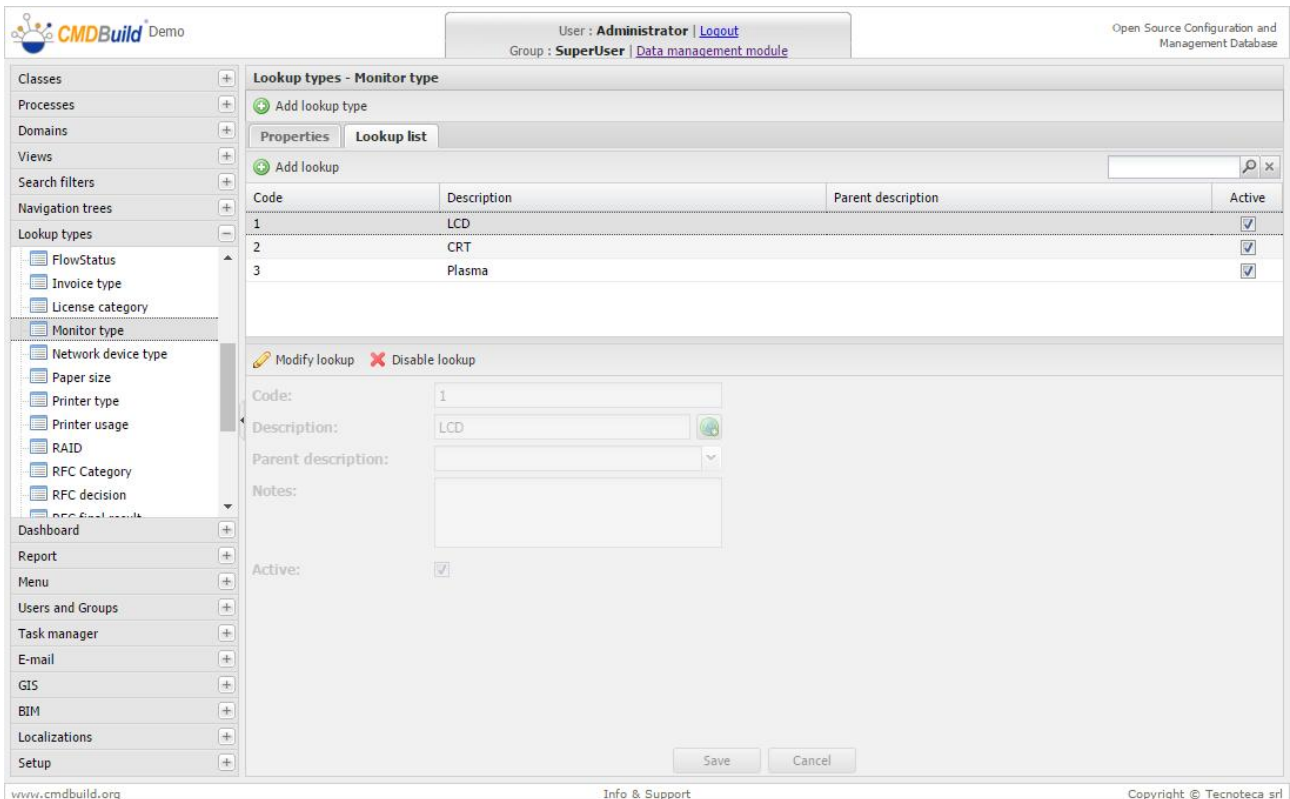 CMDBuild Demo
User : Administrator | Logout
Group : SuperUser | Data management module
Open Source Configuration and
Management Database
Classes
Processes
Domains
Views
Search filters
Navigation trees
Lookup types
FlowStatus
Invoice type
License category
Monitor type
Network device type
Paper size
Printer type
Printer usage
RAID
RFC Category
RFC decision
RFC final result
Dashboard
Report
Menu
Users and Groups
Task manager
E-mail
GIS
BIM
Localizations
Setup
Lookup types - Monitor type
Add lookup type
Properties Lookup list
Add lookup
Code Description Parent description Active
1 LCD
2 CRT
3 Plasma
Modify lookup Disable lookup
Code: 1
Description: LCD
Parent description:
Notes:
Active:
Save Cancel
www.cmdbuild.org Info & Support Copyright © Tecnoteca srl